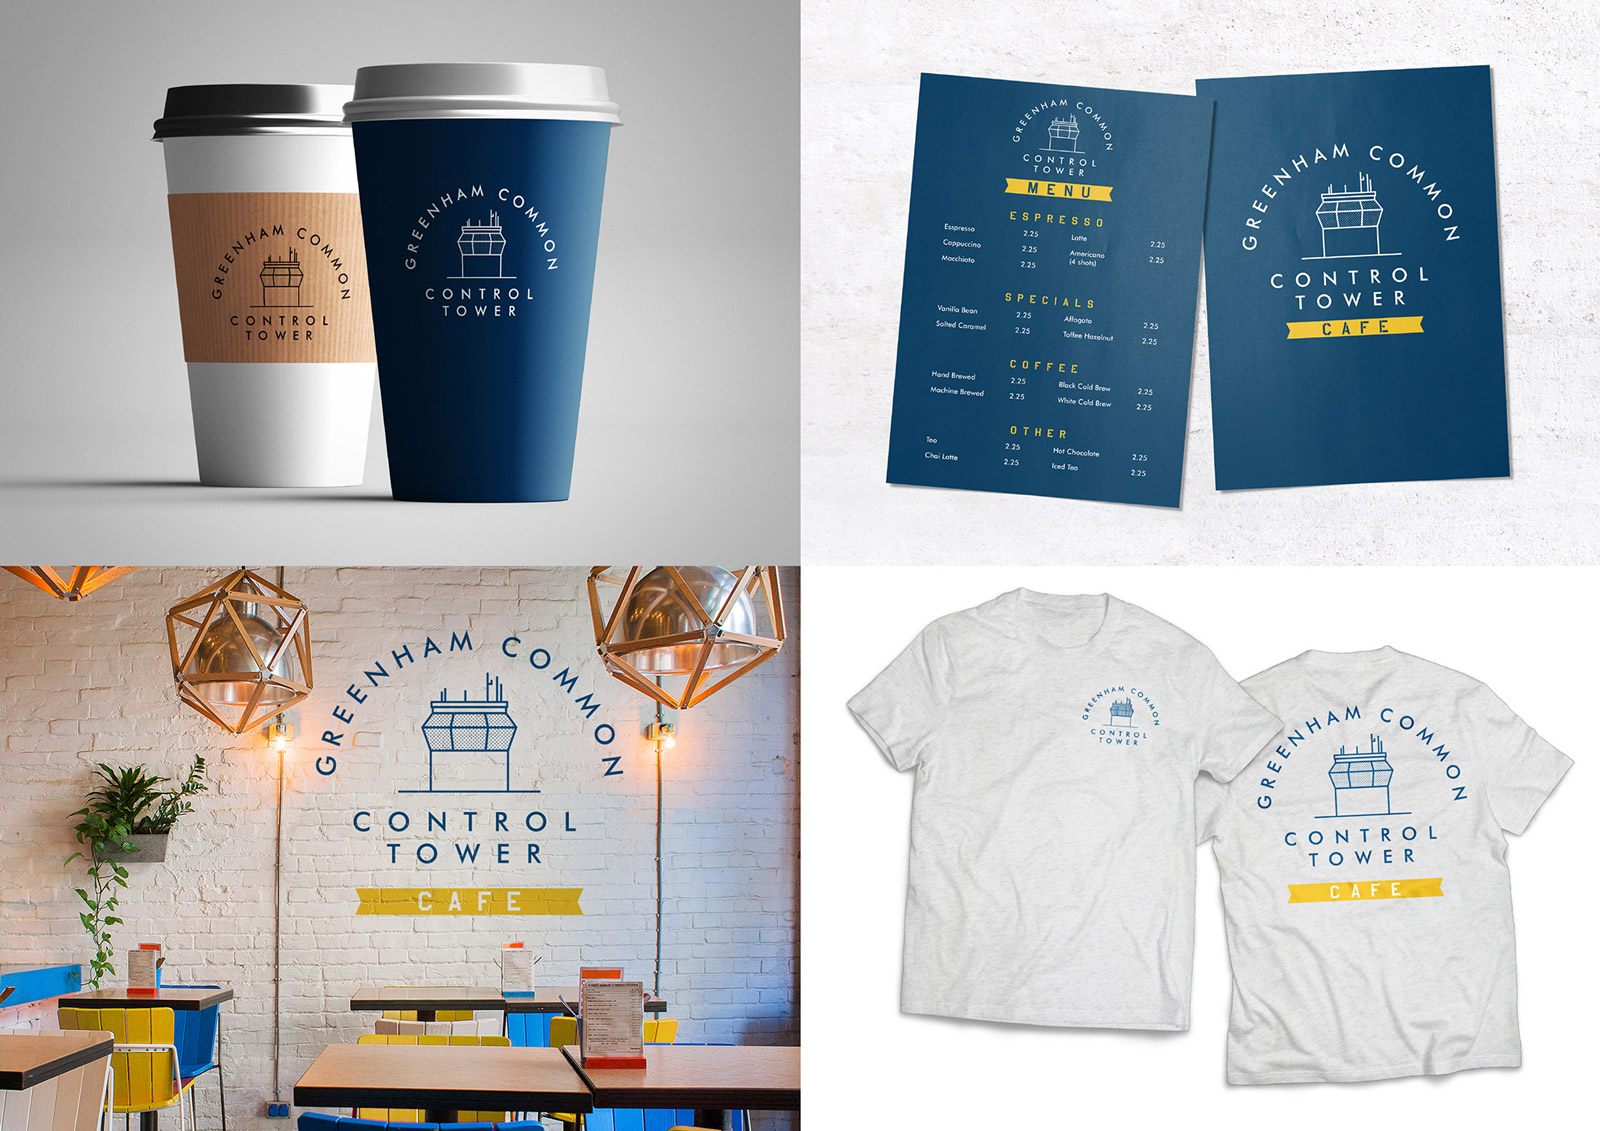 GREENHAM COMMON
CONTROL
TOWER
GREENHAM COMMON
CONTROL
TOWER
GREENHAM COMMON
CONTROL
TOWER
MENU
ESPRESSO
Esspresso 2.25 Latte 2.25
Cappuccino 2.25 Americano 2.25
(4 shots)
Macchiato 2.25
SPECIALS
Vanilla Bean 2.25 Affogato 2.25
Salted Caramel 2.25 Toffee Hazelnut 2.25
COFFEE
Hand Brewed 2.25 Black Cold Brew 2.25
Machine Brewed 2.25 White Cold Brew 2.25
OTHER
Tea 2.25 Hot Chocolate 2.25
Chai Latte 2.25 Iced Tea 2.25
GREENHAM COMMON
CONTROL
TOWER
CAFE
GREENHAM COMMON
CONTROL
TOWER
CAFE
GREENHAM COMMON
CONTROL
TOWER
GREENHAM COMMON
CONTROL
TOWER
CAFE